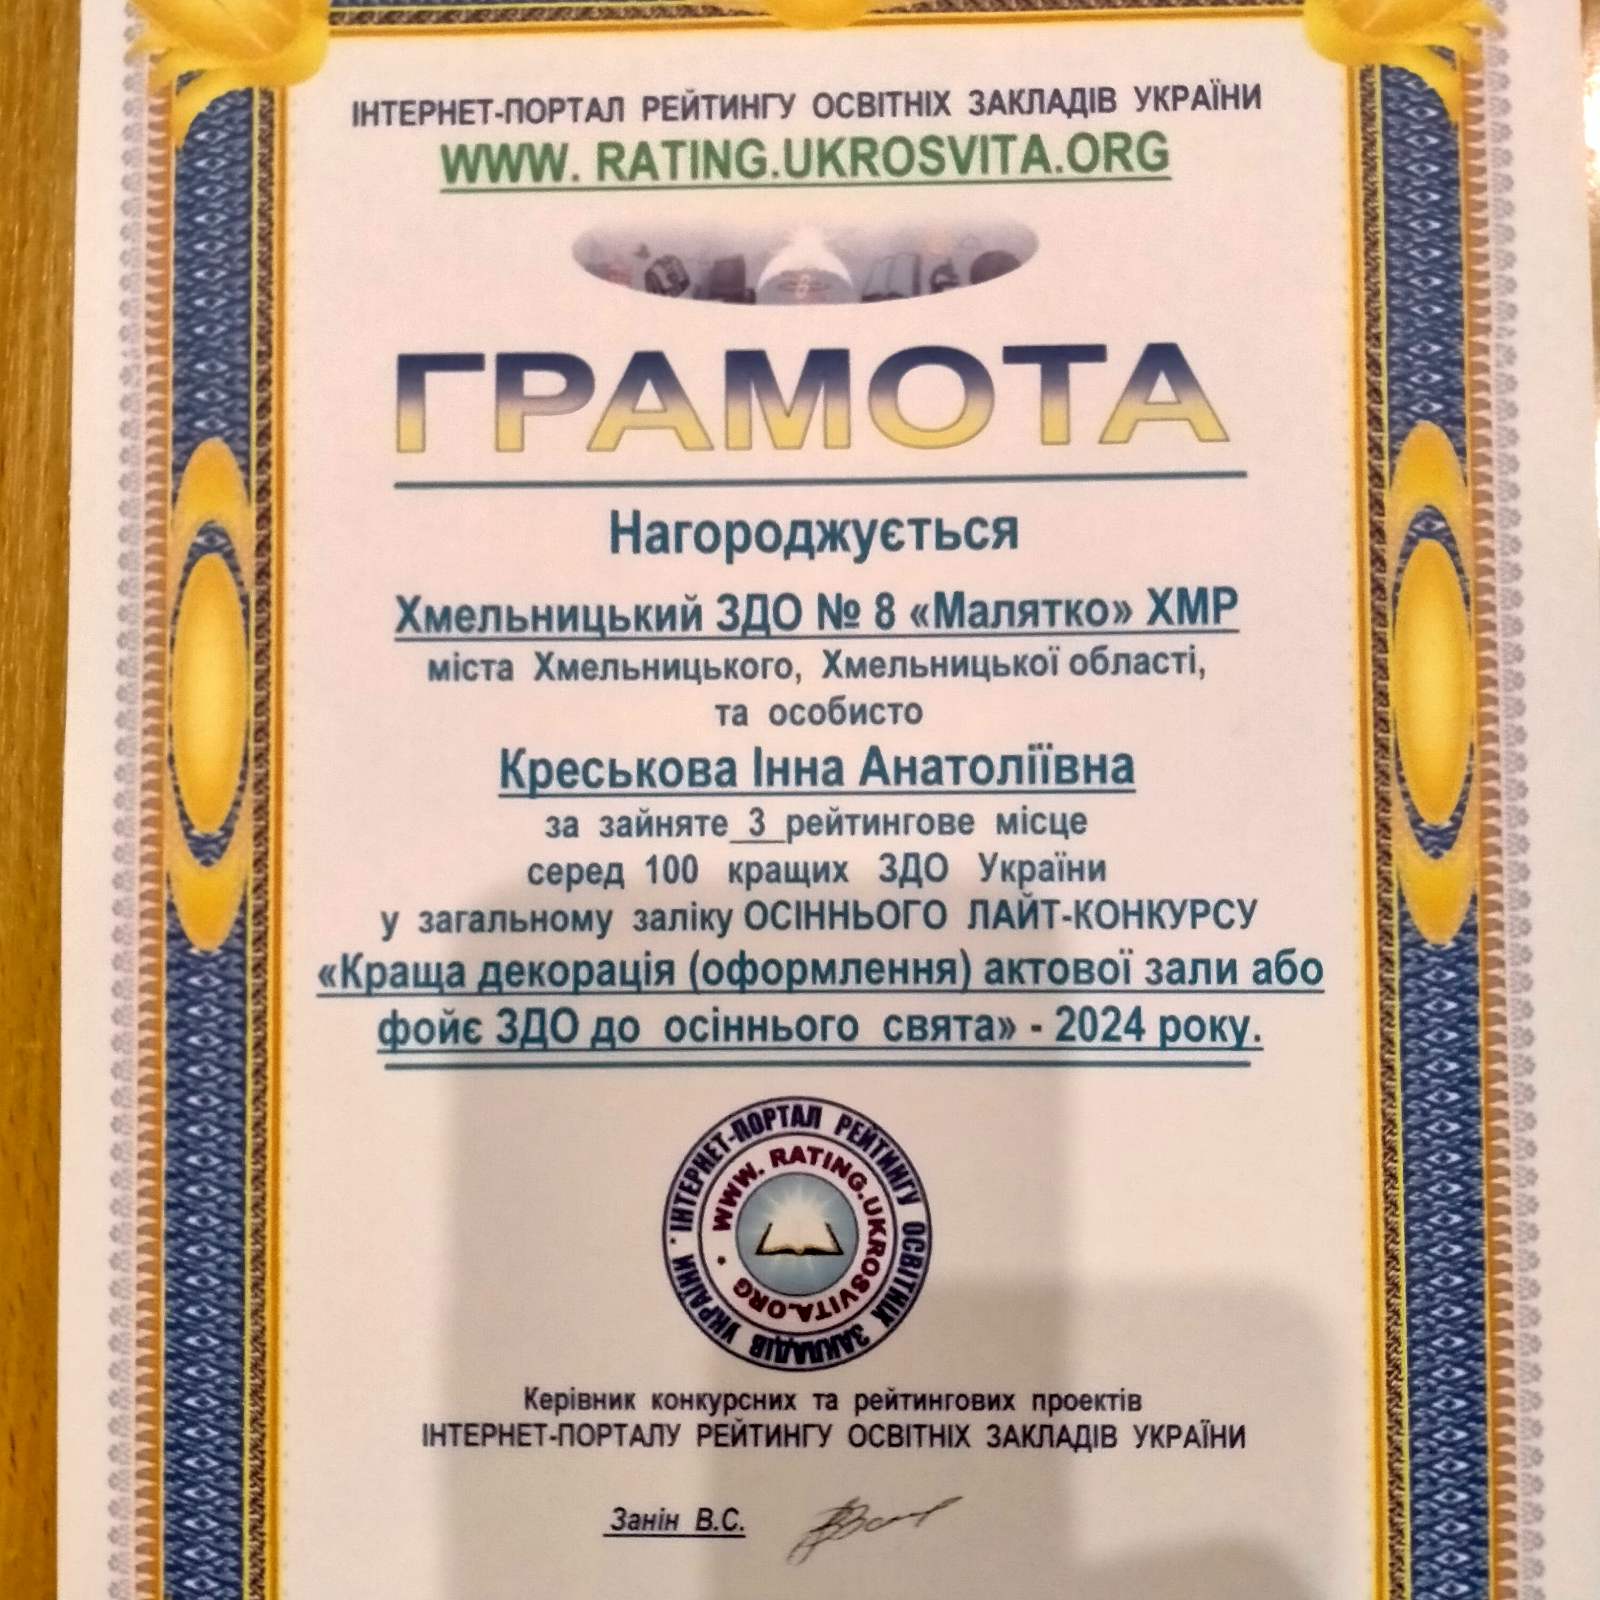 ІНТЕРНЕТ-ПОРТАЛ РЕЙТИНГУ ОСВІТНІХ ЗАКЛАДІВ УКРАЇНИ
WWW. RATING.UKROSVITA.ORG
ГРАМОТА
Нагороджується
Хмельницький ЗДО № 8 «Малятко» ХМР
міста Хмельницького, Хмельницької області,
та особисто
Креськова Інна Анатоліївна
за зайняте 3 рейтингове місце
серед 100 кращих ЗДО України
у загальному заліку ОСІННЬОГО ЛАЙТ-КОНКУРСУ
«Краща декорація (оформлення) актової зали або
фойє ЗДО до осіннього свята» - 2024 року.
ІНТЕРНЕТ-ПОРТАЛ РЕЙТИНГУ ОСВІТНІХ ЗАКЛАДІВ УКРАЇНИ
WWW. RATING.UKROSVITA.ORG
Керівник конкурсних та рейтингових проектів
ІНТЕРНЕТ-ПОРТАЛУ РЕЙТИНГУ ОСВІТНІХ ЗАКЛАДІВ УКРАЇНИ
Занін В.С.